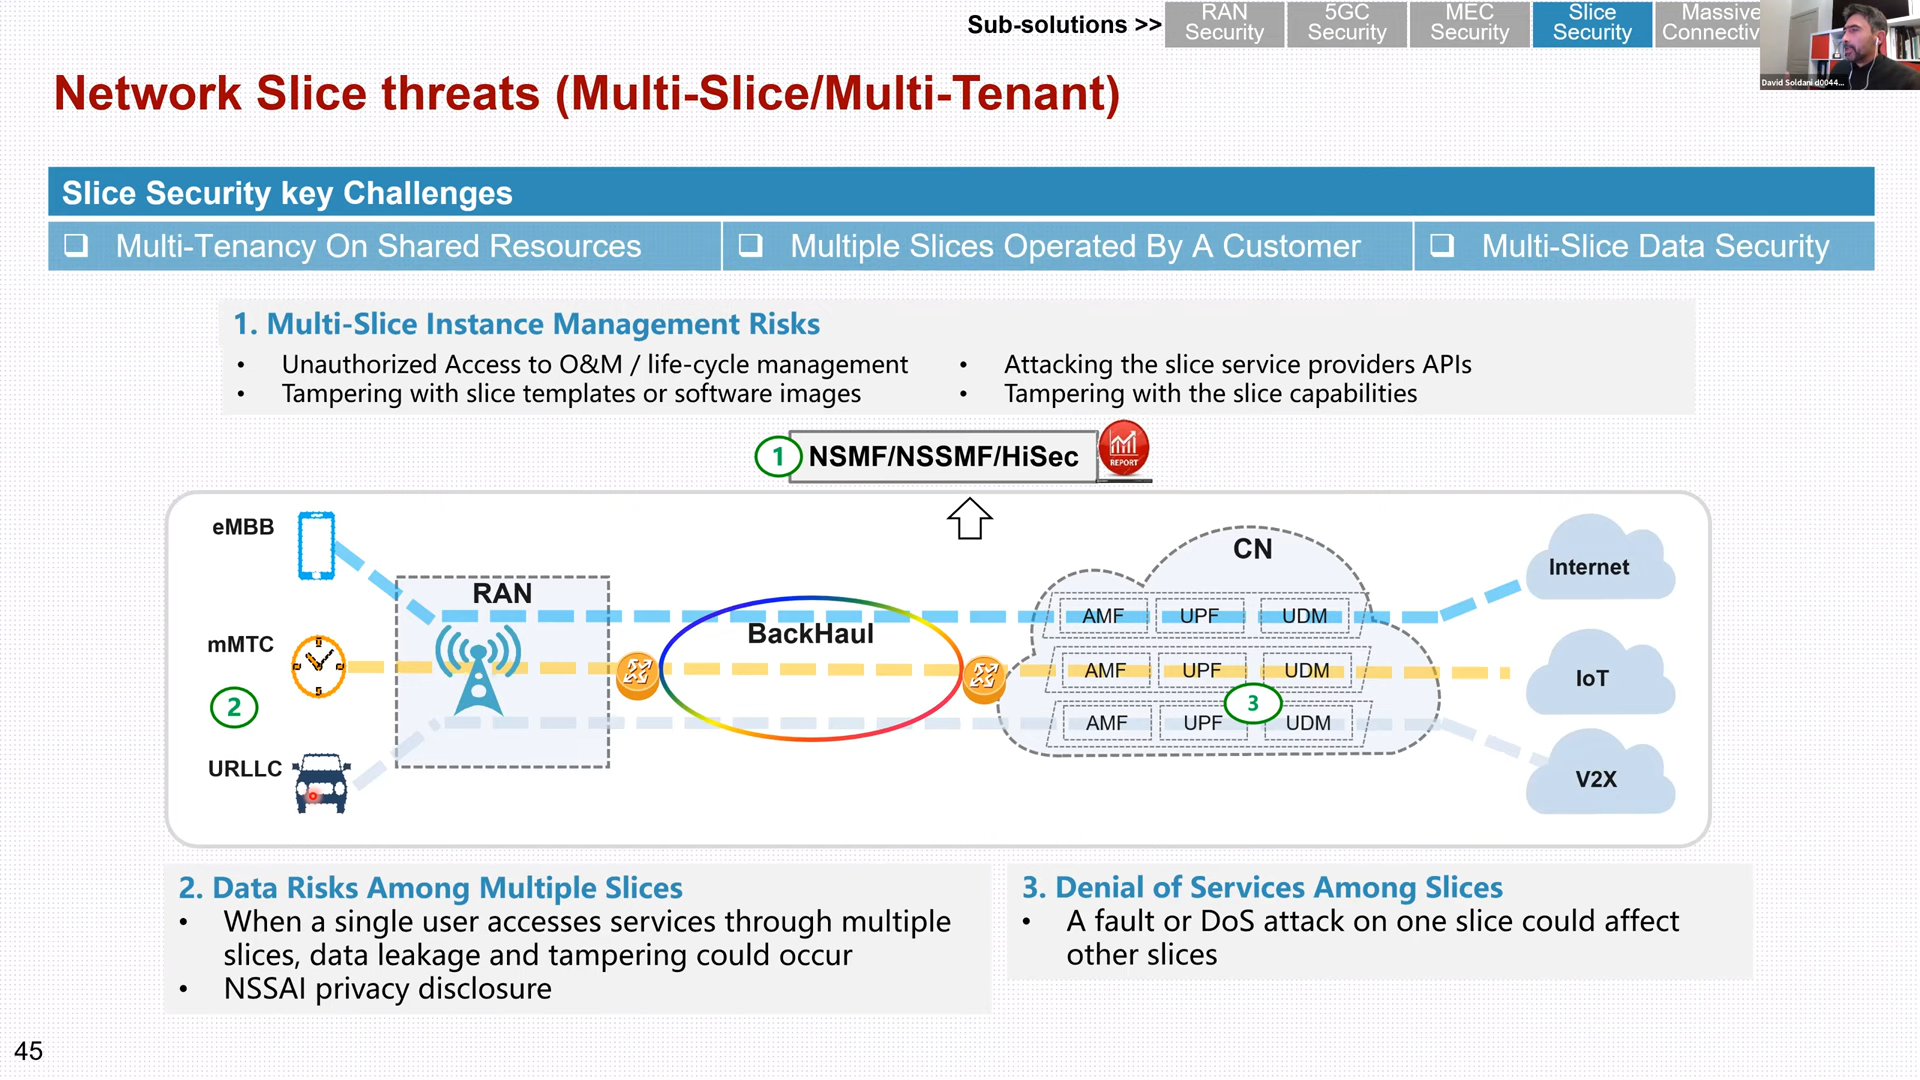 Sub-solutions >>
RAN Security
5GC Security
MEC Security
Slice Security
Massive
David Soldani d0044...
Network Slice threats (Multi-Slice/Multi-Tenant)
Slice Security key Challenges
❑ Multi-Tenancy On Shared Resources
❑ Multiple Slices Operated By A Customer
❑ Multi-Slice Data Security
1. Multi-Slice Instance Management Risks
• Unauthorized Access to O&M / life-cycle management
• Tampering with slice templates or software images
• Attacking the slice service providers APIs
• Tampering with the slice capabilities
1
NSMF/NSSMF/HiSec
REPORT
eMBB
mMTC
2
URLLC
RAN
BackHaul
CN
AMF UPF UDM
AMF UPF UDM
3
AMF UPF UDM
Internet
IoT
V2X
2. Data Risks Among Multiple Slices
• When a single user accesses services through multiple
slices, data leakage and tampering could occur
• NSSAI privacy disclosure
3. Denial of Services Among Slices
• A fault or DoS attack on one slice could affect
other slices
45